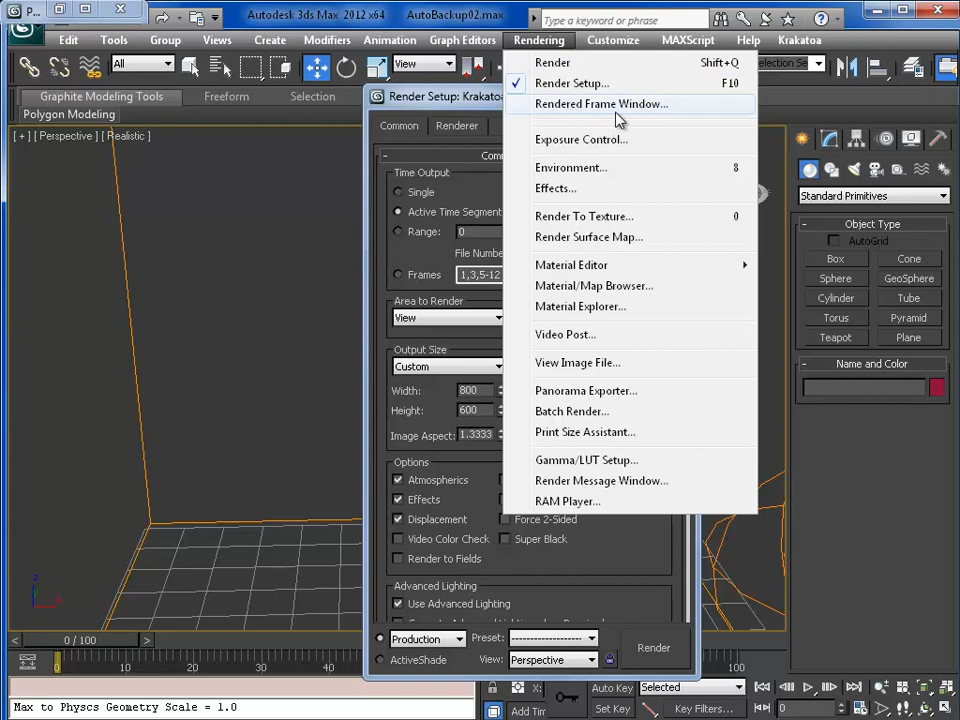 P...
Autodesk 3ds Max 2012 x64
AutoBackup02.max
Type a keyword or phrase
Edit Tools Group Views Create Modifiers Animation Graph Editors Rendering Customize MAXScript Help Krakatoa
All
View
Selection Se
Graphite Modeling Tools Freeform Selection
Polygon Modeling
[ + ] [ Perspective ] [ Realistic ]
Render Setup: Krakatoa
Common Renderer
Time Output
Single
Active Time Segment
Range: 0
File Number
Frames 1,3,5-12
Area to Render
View
Output Size
Custom
Width: 800
Height: 600
Image Aspect: 1.3333
Options
Atmospherics
Effects
Displacement Force 2-Sided
Video Color Check Super Black
Render to Fields
Advanced Lighting
Use Advanced Lighting
Production Preset: -------------------
ActiveShade View: Perspective
Render
Render Shift+Q
Render Setup... F10
Rendered Frame Window...
Exposure Control...
Environment... 8
Effects...
Render To Texture... 0
Render Surface Map...
Material Editor
Material/Map Browser...
Material Explorer...
Video Post...
View Image File...
Panorama Exporter...
Batch Render...
Print Size Assistant...
Gamma/LUT Setup...
Render Message Window...
RAM Player...
Standard Primitives
Object Type
AutoGrid
Box Cone
Sphere GeoSphere
Cylinder Tube
Torus Pyramid
Teapot Plane
Name and Color
z
x
0 / 100
0 10 20 30 40 50 100
Max to Physcs Geometry Scale = 1.0
X:
Add Tim
Auto Key Selected
Set Key Key Filters...
0